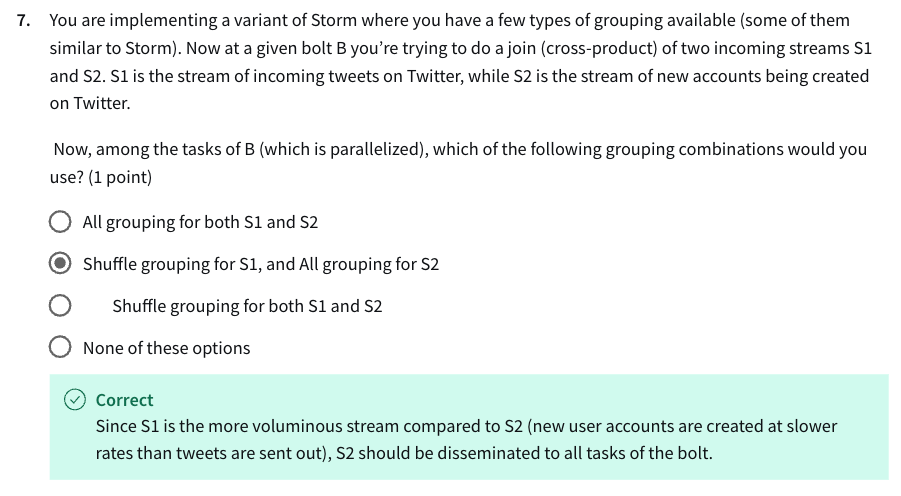 7. You are implementing a variant of Storm where you have a few types of grouping available (some of them
similar to Storm). Now at a given bolt B you're trying to do a join (cross-product) of two incoming streams S1
and S2. S1 is the stream of incoming tweets on Twitter, while S2 is the stream of new accounts being created
on Twitter.
Now, among the tasks of B (which is parallelized), which of the following grouping combinations would you
use? (1 point)
All grouping for both S1 and S2
Shuffle grouping for S1, and All grouping for S2
Shuffle grouping for both S1 and S2
None of these options
Correct
Since S1 is the more voluminous stream compared to S2 (new user accounts are created at slower
rates than tweets are sent out), S2 should be disseminated to all tasks of the bolt.